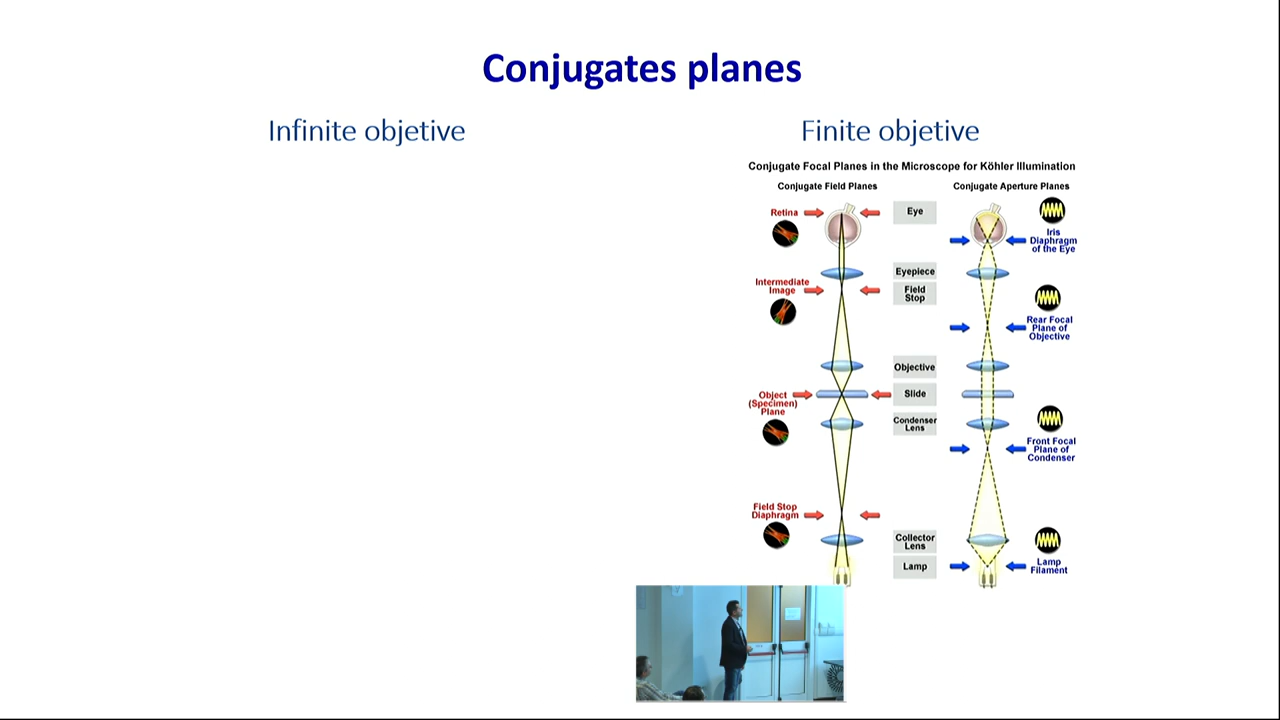 Conjugates planes
Infinite objetive
Finite objetive
Conjugate Focal Planes in the Microscope for Köhler Illumination
Conjugate Field Planes
Conjugate Aperture Planes
Retina
Eye
Iris
Diaphragm
of the Eye
Eyepiece
Intermediate
Image
Field
Stop
Rear Focal
Plane of
Objective
Objective
Object
(Specimen)
Plane
Slide
Condenser
Lens
Front Focal
Plane of
Condenser
Field Stop
Diaphragm
Collector
Lens
Lamp
Lamp
Filament